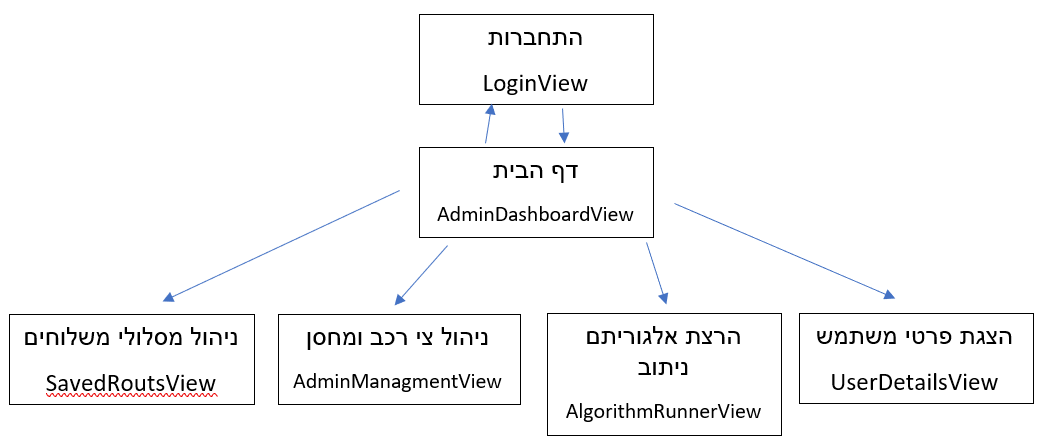 התחברות
LoginView
דף הבית
AdminDashboardView
ניהול מסלולי משלוחים
SavedRoutsView
ניהול צי רכב ומחסן
AdminManagmentView
הרצת אלגוריתם
ניתוב
AlgorithmRunnerView
הצגת פרטי משתמש
UserDetailsView